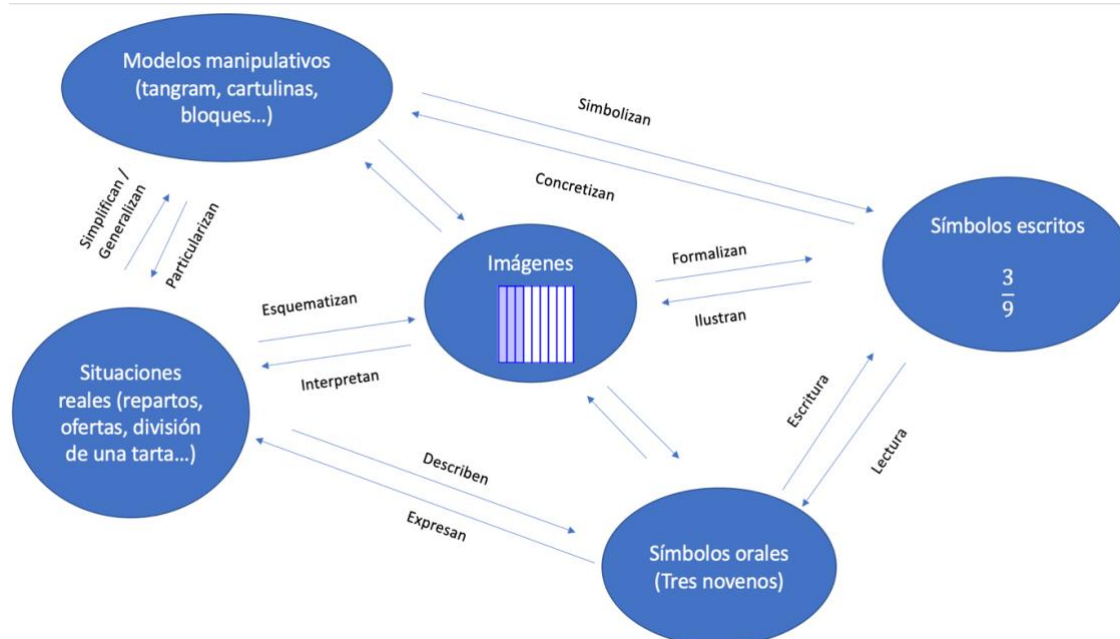 Modelos manipulativos
(tangram, cartulinas,
bloques...)
Simbolizan
Concretizan
Simplifican /
Generalizan
Particularizan
Símbolos escritos
3
9
Imágenes
Formalizan
Ilustran
Esquematizan
Interpretan
Situaciones
reales (repartos,
ofertas, división
de una tarta...)
Escritura
Lectura
Describen
Expresan
Símbolos orales
(Tres novenos)